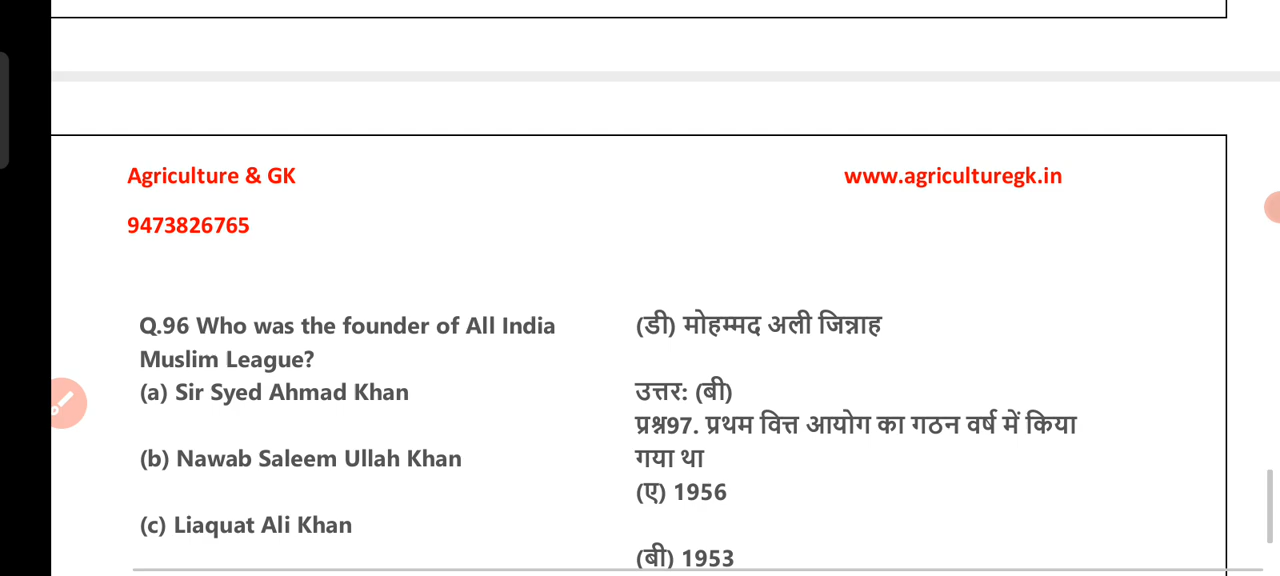 Agriculture & GK
www.agriculturegk.in
9473826765
Q.96 Who was the founder of All India
Muslim League?
(a) Sir Syed Ahmad Khan
(b) Nawab Saleem Ullah Khan
(c) Liaquat Ali Khan
(डी) मोहम्मद अली जिन्नाह
उत्तर: (बी)
प्रश्न97. प्रथम वित्त आयोग का गठन वर्ष में किया
गया था
(ए) 1956
(बी) 1953